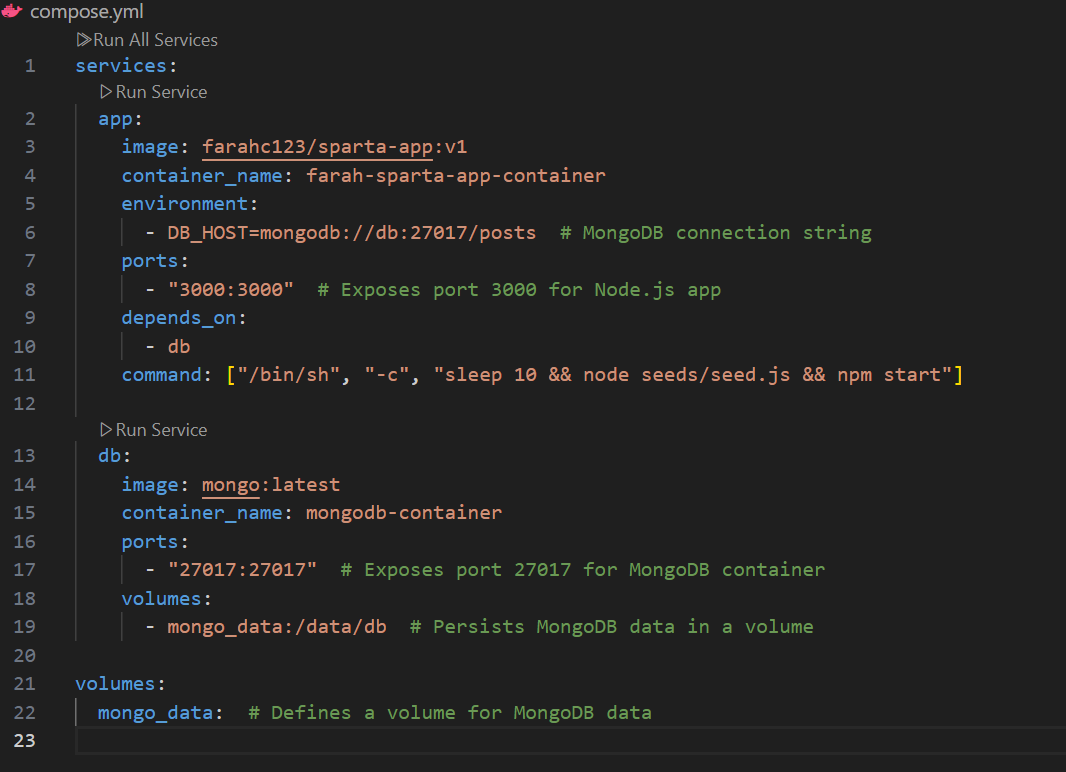 compose.yml
Run All Services
1 services:
Run Service
2 app:
3 image: farahc123/sparta-app:v1
4 container_name: farah-sparta-app-container
5 environment:
6 - DB_HOST=mongodb://db:27017/posts # MongoDB connection string
7 ports:
8 - "3000:3000" # Exposes port 3000 for Node.js app
9 depends_on:
10 - db
11 command: ["/bin/sh", "-c", "sleep 10 && node seeds/seed.js && npm start"]
12
Run Service
13 db:
14 image: mongo:latest
15 container_name: mongodb-container
16 ports:
17 - "27017:27017" # Exposes port 27017 for MongoDB container
18 volumes:
19 - mongo_data:/data/db # Persists MongoDB data in a volume
20
21 volumes:
22 mongo_data: # Defines a volume for MongoDB data
23